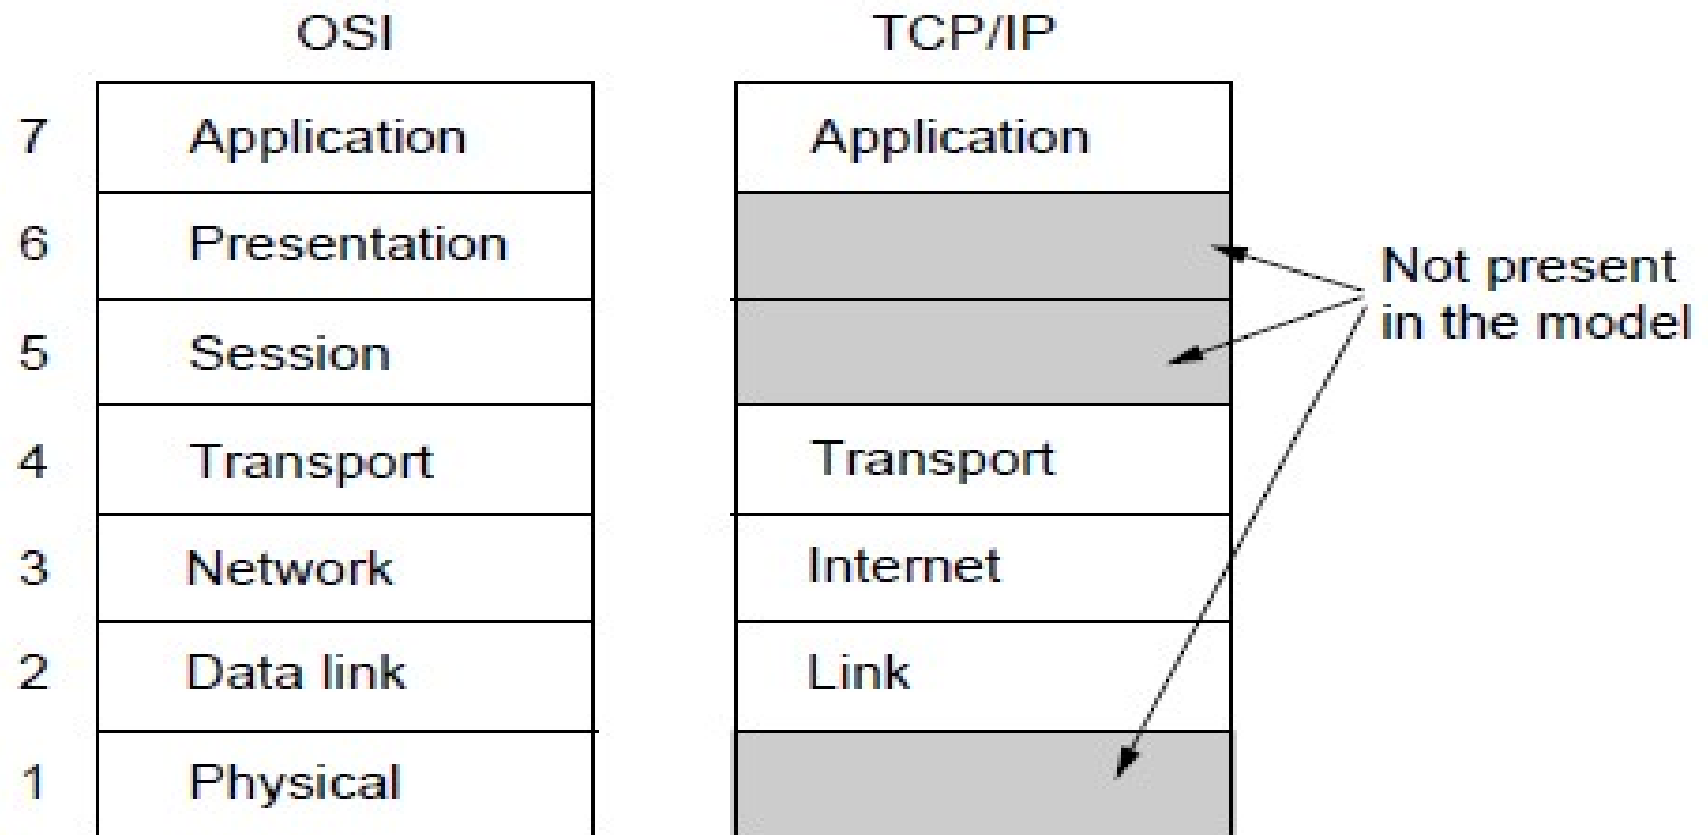 OSI
TCP/IP
7
Application
Application
6
Presentation
Not present
in the model
5
Session
4
Transport
Transport
3
Network
Internet
2
Data link
Link
1
Physical